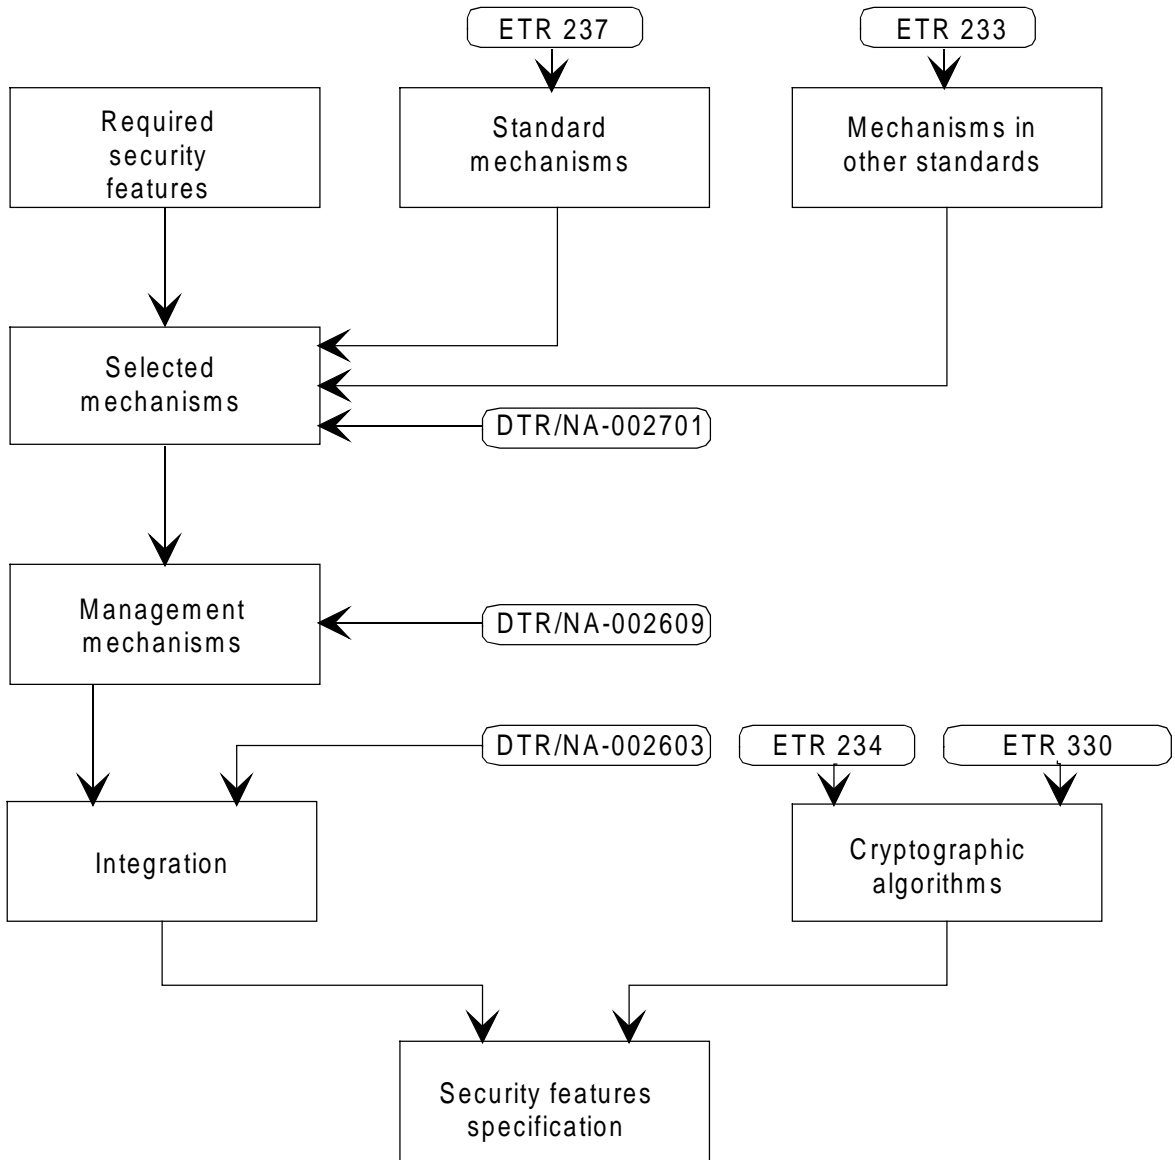 ETR 237
ETR 233
Required
security
features
Standard
mechanisms
Mechanisms in
other standards
Selected
mechanisms
DTR/NA-002701
Management
mechanisms
DTR/NA-002609
DTR/NA-002603
ETR 234
ETR 330
Integration
Cryptographic
algorithms
Security features
specification